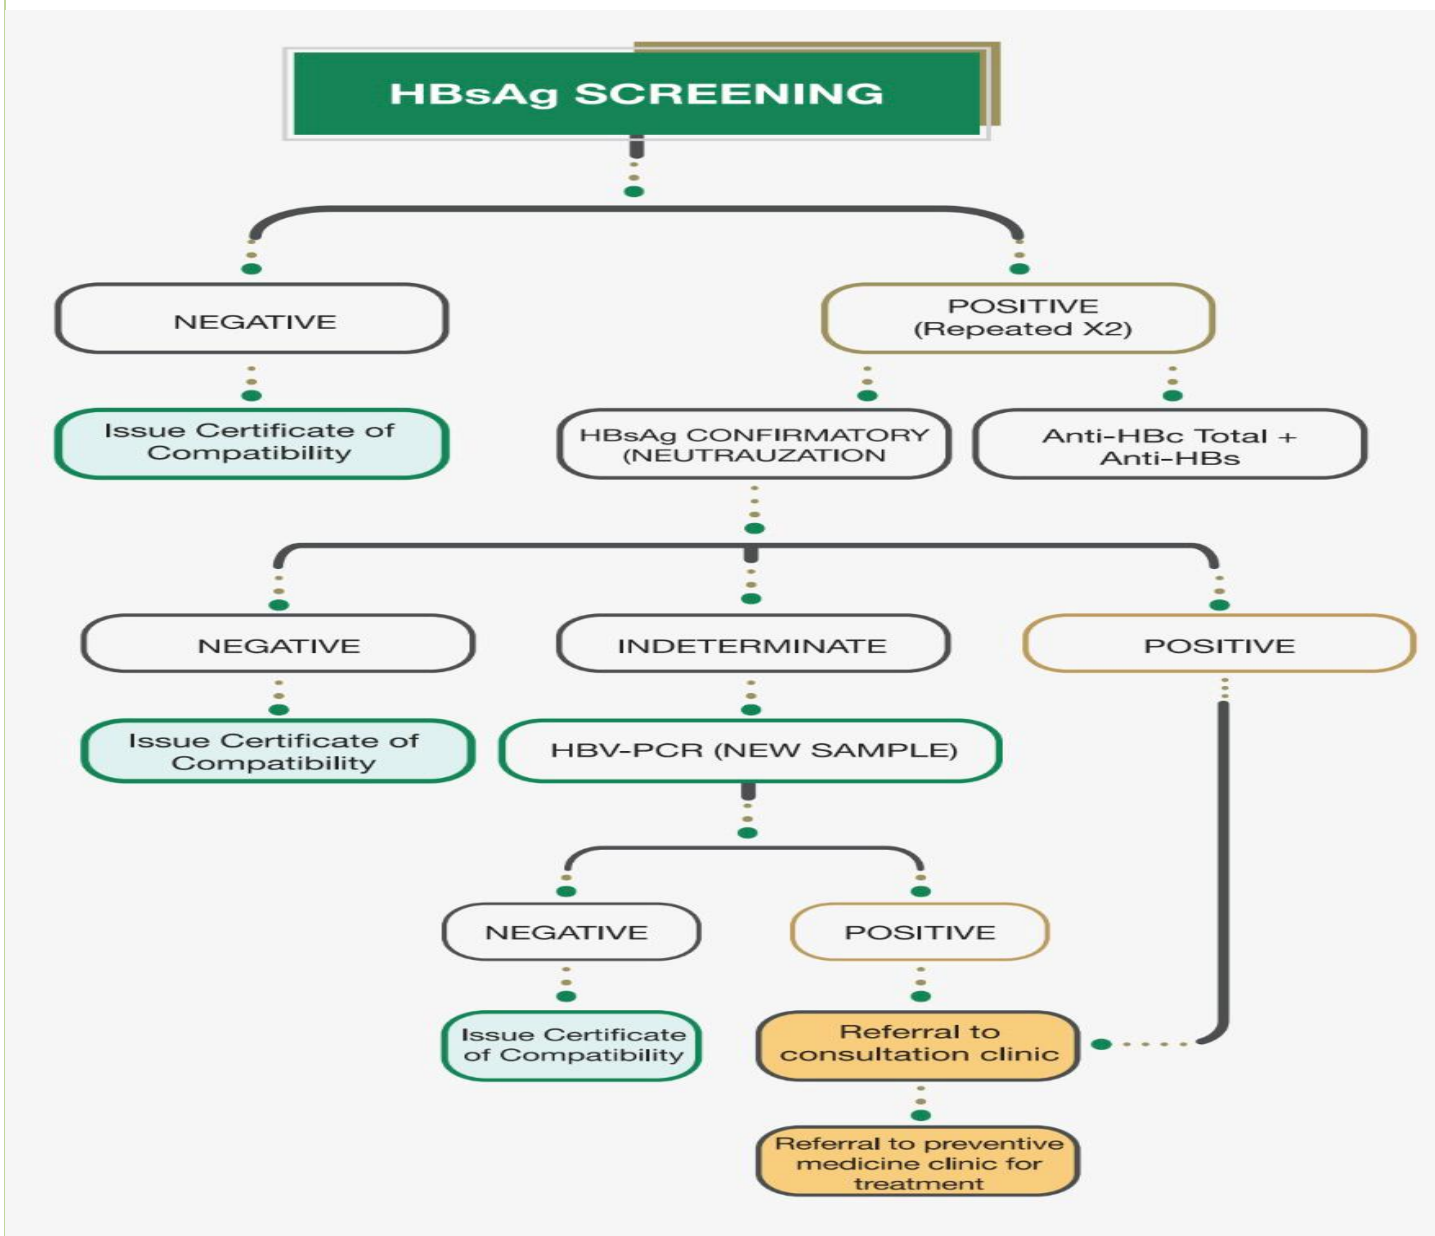 HBsAg SCREENING
NEGATIVE
POSITIVE
(Repeated X2)
Issue Certificate of
Compatibility
HBsAg CONFIRMATORY
(NEUTRAUZATION
Anti-HBc Total +
Anti-HBs
NEGATIVE
INDETERMINATE
POSITIVE
Issue Certificate of
Compatibility
HBV-PCR (NEW SAMPLE)
NEGATIVE
POSITIVE
Issue Certificate
of Compatibility
Referral to
consultation clinic
Referral to preventive
medicine clinic for
treatment